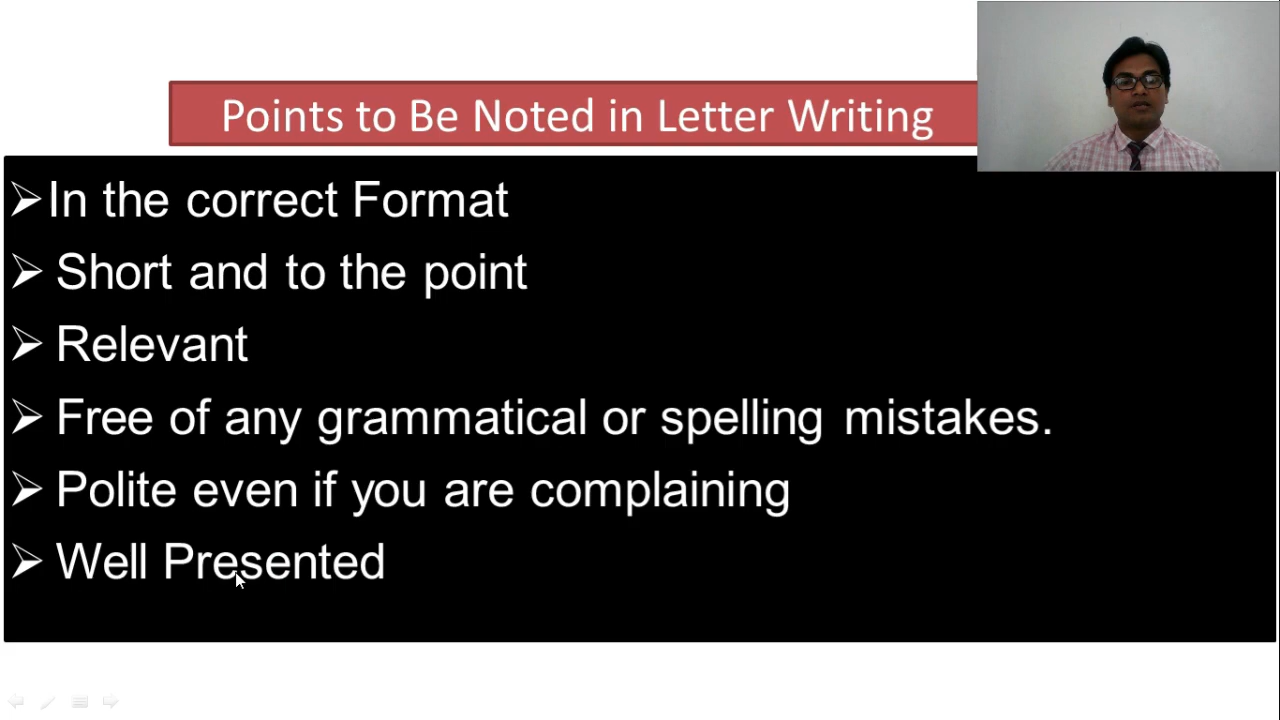 Points to Be Noted in Letter Writing
➢In the correct Format
➢ Short and to the point
➢ Relevant
➢ Free of any grammatical or spelling mistakes.
➢ Polite even if you are complaining
➢ Well Presented